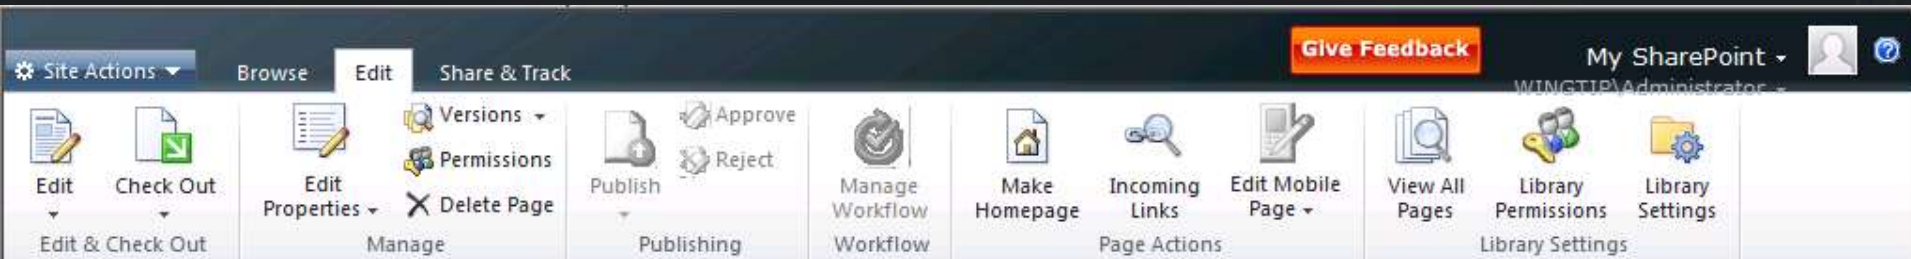 Give Feedback
My SharePoint
WINGTIP\Administrator
Site Actions
Browse
Edit
Share & Track
Edit
Check Out
Edit & Check Out
Edit
Properties
Versions
Permissions
Delete Page
Manage
Publish
Approve
Reject
Publishing
Manage
Workflow
Workflow
Make
Homepage
Incoming
Links
Edit Mobile
Page
Page Actions
View All
Pages
Library
Permissions
Library
Settings
Library Settings